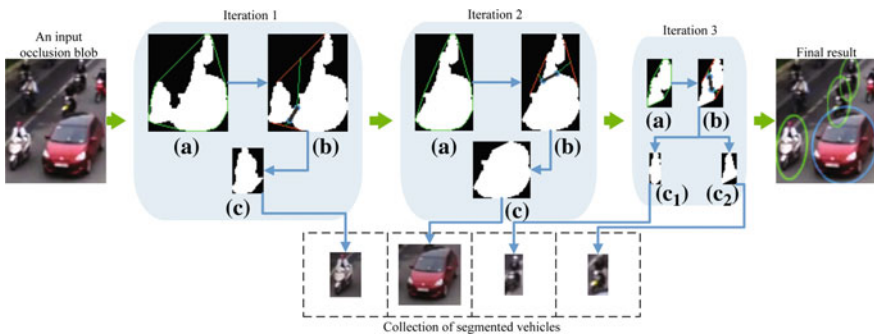 Iteration 1
Iteration 2
Iteration 3
An input
occlusion blob
Final result
(a)
(b)
(c)
(a)
(b)
(c)
(a)
(b)
(c1)
(c2)
Collection of segmented vehicles